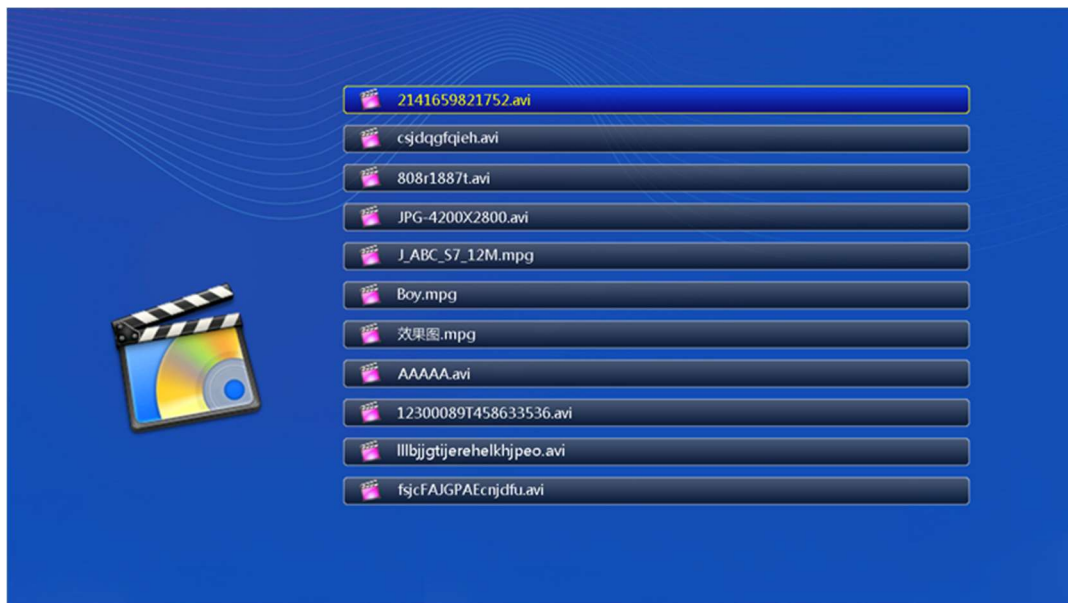 2141659821752.avi
csjdqgfqieh.avi
808r1887t.avi
JPG-4200X2800.avi
J_ABC_S7_12M.mpg
Boy.mpg
效果图.mpg
AAAAA.avi
12300089T458633536.avi
lllbjjgtijerehelkhjpeo.avi
fsjcFAJGPAEcnjdfu.avi